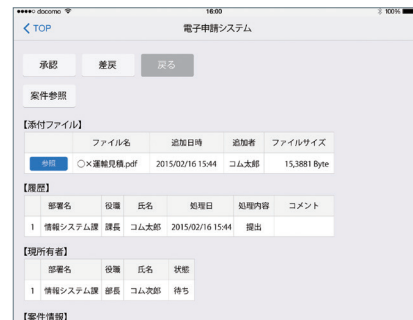 docomo 16:00 100%
TOP 電子申請システム
承認 差戻 戻る
案件参照
【添付ファイル】
ファイル名 追加日時 追加者 ファイルサイズ
参照 〇×運輸見積.pdf 2015/02/16 15:44 コム太郎 15,3881 Byte
【履歴】
部署名 役職 氏名 処理日 処理内容 コメント
1 情報システム課 課長 コム太郎 2015/02/16 15:44 提出
【現所有者】
部署名 役職 氏名 状態
1 情報システム課 部長 コム次郎 待ち
【案件情報】